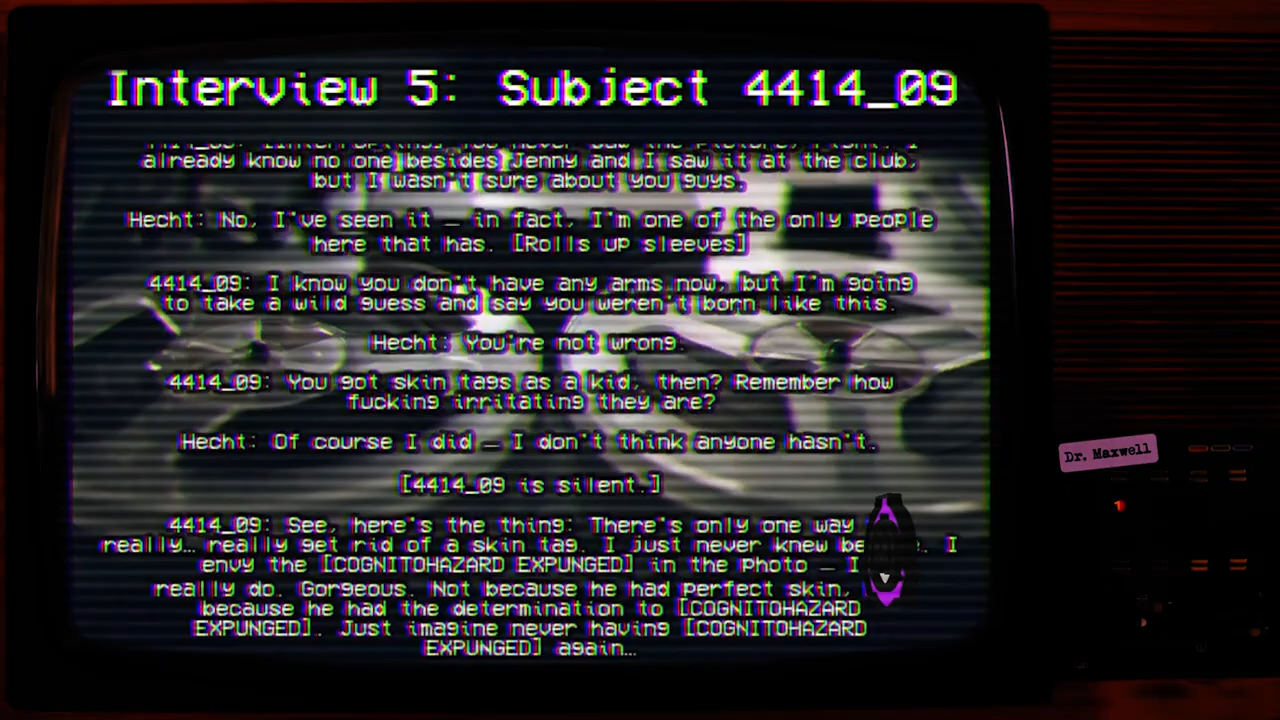 Interview 5: Subject 4414_09
already know no one besides Jenny and I saw it at the club,
but I wasn't sure about you guys.
Hecht: No, I've seen it — in fact, I'm one of the only people
here that has. [Rolls up sleeves]
4414_09: I know you don't have any arms now, but I'm going
to take a wild guess and say you weren't born like this.
Hecht: You're not wrong.
4414_09: You got skin tags as a kid, then? Remember how
fucking irritating they are?
Hecht: Of course I did — I don't think anyone hasn't.
[4414_09 is silent.]
4414_09: See, here's the thing: There's only one way
really… really get rid of a skin tag. I just never knew I
envy the [COGNITOHAZARD EXPUNGED] in the photo — I
really do. Gorgeous. Not because he had perfect skin,
because he had the determination to [COGNITOHAZARD
EXPUNGED]. Just imagine never having [COGNITOHAZARD
EXPUNGED] again…
Dr. Maxwell